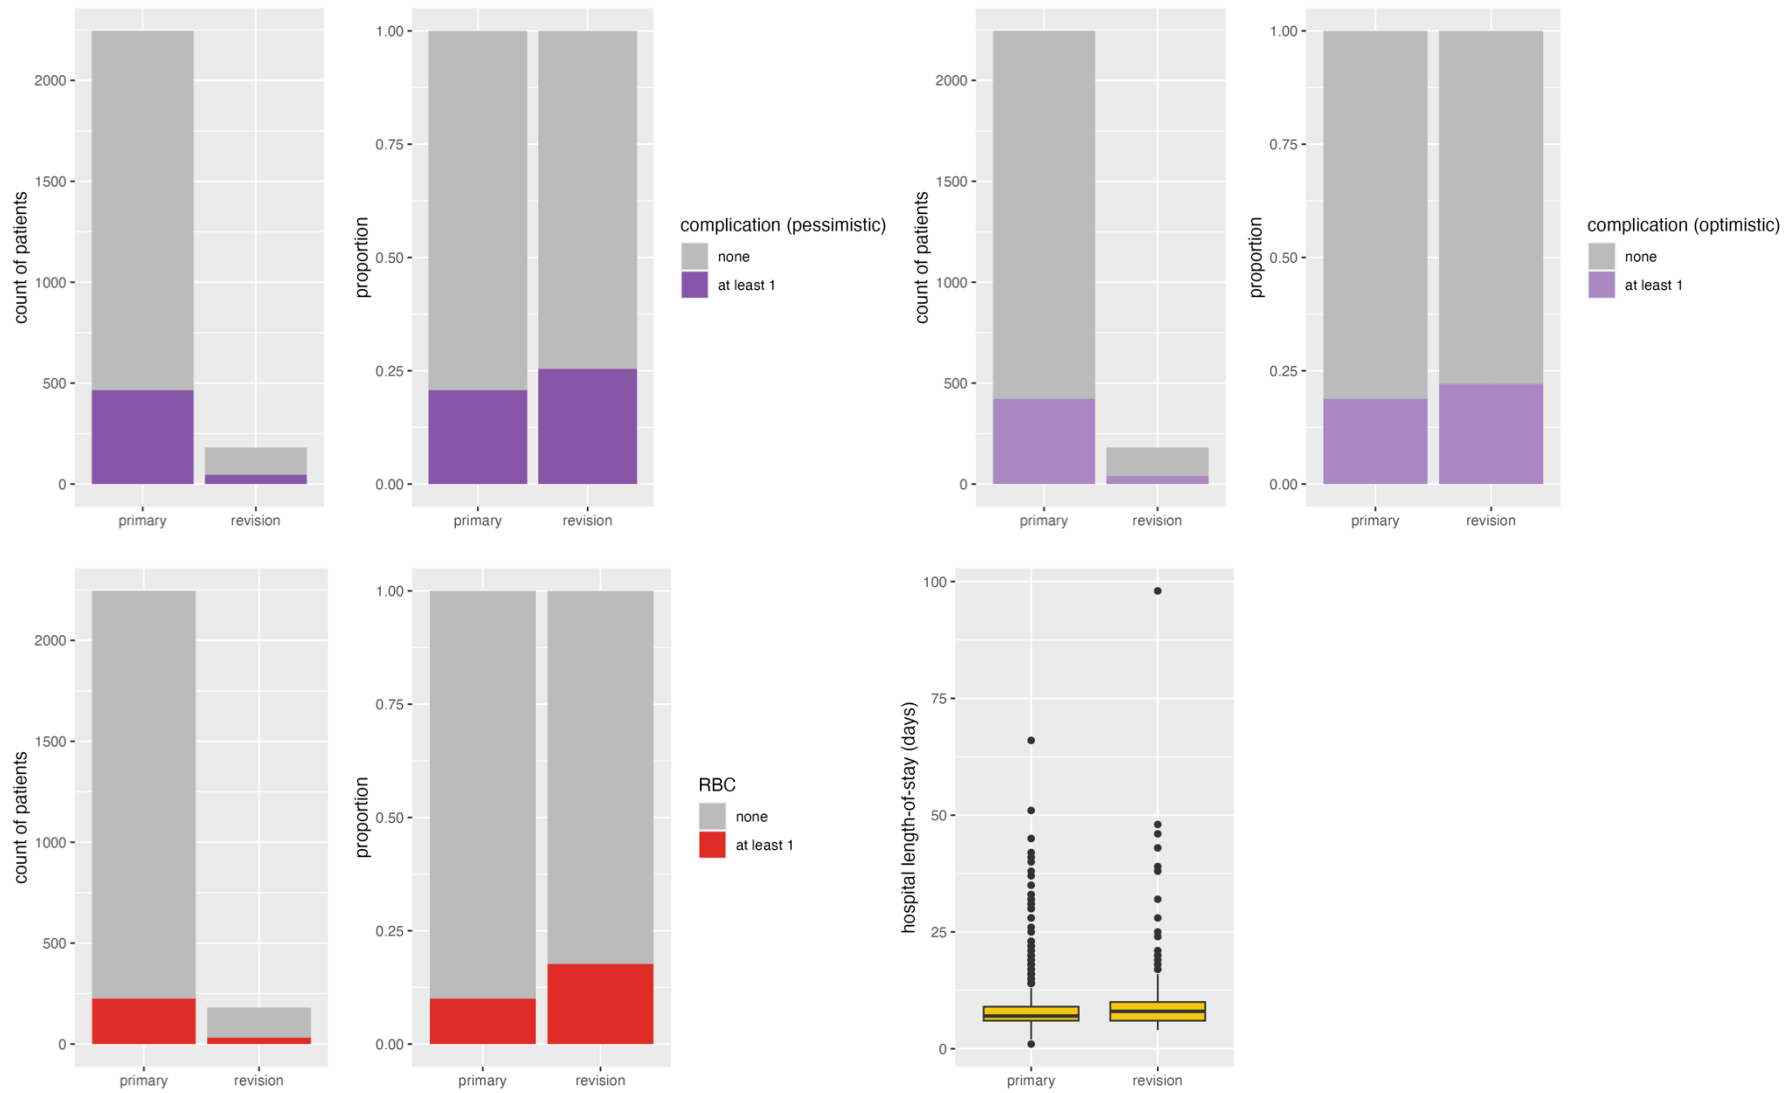 count of patients
2000
1500
1000
500
0
primary
revision
proportion
1.00
0.75
0.50
0.25
0.00
primary
revision
complication (pessimistic)
none
at least 1
count of patients
2000
1500
1000
500
0
primary
revision
proportion
1.00
0.75
0.50
0.25
0.00
primary
revision
complication (optimistic)
none
at least 1
count of patients
2000
1500
1000
500
0
primary
revision
proportion
1.00
0.75
0.50
0.25
0.00
primary
revision
RBC
none
at least 1
hospital length-of-stay (days)
100
75
50
25
0
primary
revision